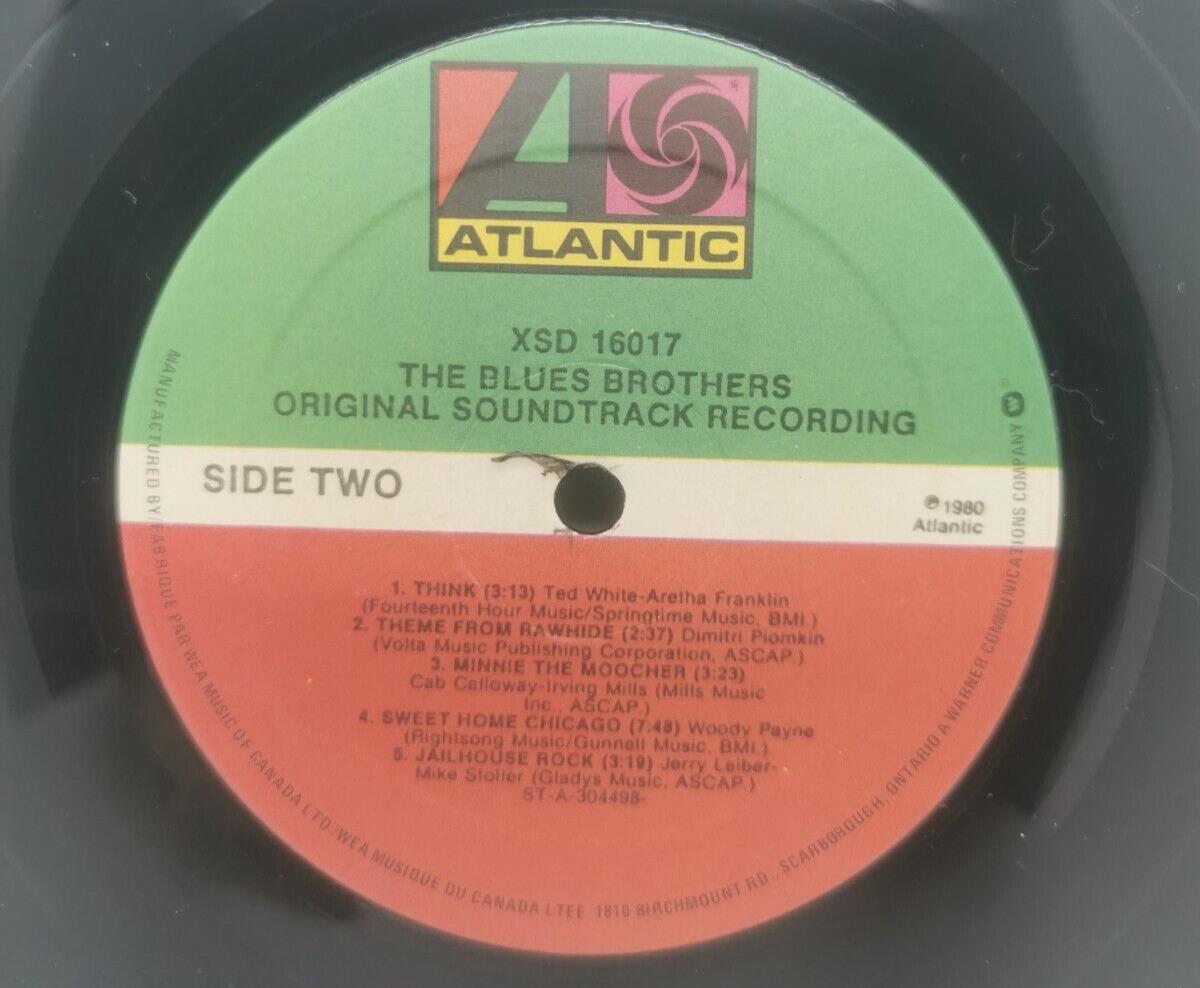 ATLANTIC
XSD 16017
THE BLUES BROTHERS
ORIGINAL SOUNDTRACK RECORDING
SIDE TWO
℗ 1980
Atlantic
1. THINK (3:13) Ted White-Aretha Franklin
(Fourteenth Hour Music/Springtime Music, BMI.)
2. THEME FROM RAWHIDE (2:37) Dimitri Piomkin
(Volta Music Publishing Corporation, ASCAP.)
3. MINNIE THE MOOCHER (3:23)
Cab Calloway-Irving Mills (Mills Music
Inc., ASCAP.)
4. SWEET HOME CHICAGO (7:48) Woody Payne
(Rightsong Music/Gunnell Music, BMI.)
5. JAILHOUSE ROCK (3:19) Jerry Leiber-
Mike Stoller (Gladys Music, ASCAP.)
ST-A-304498-
MANUFACTURED BY/FABRIQUE PAR WEA MUSIC OF CANADA LTD./WEA MUSIQUE DU CANADA LTEE 1810 BIRCHMOUNT RD., SCARBOROUGH, ONTARIO A WARNER COMMUNICATIONS COMPANY